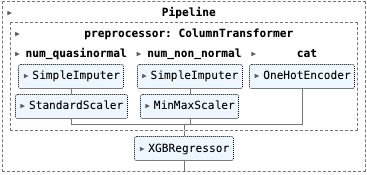 Pipeline
preprocessor: ColumnTransformer
num_quasinormal num_non_normal cat
SimpleImputer SimpleImputer OneHotEncoder
StandardScaler MinMaxScaler
XGBRegressor